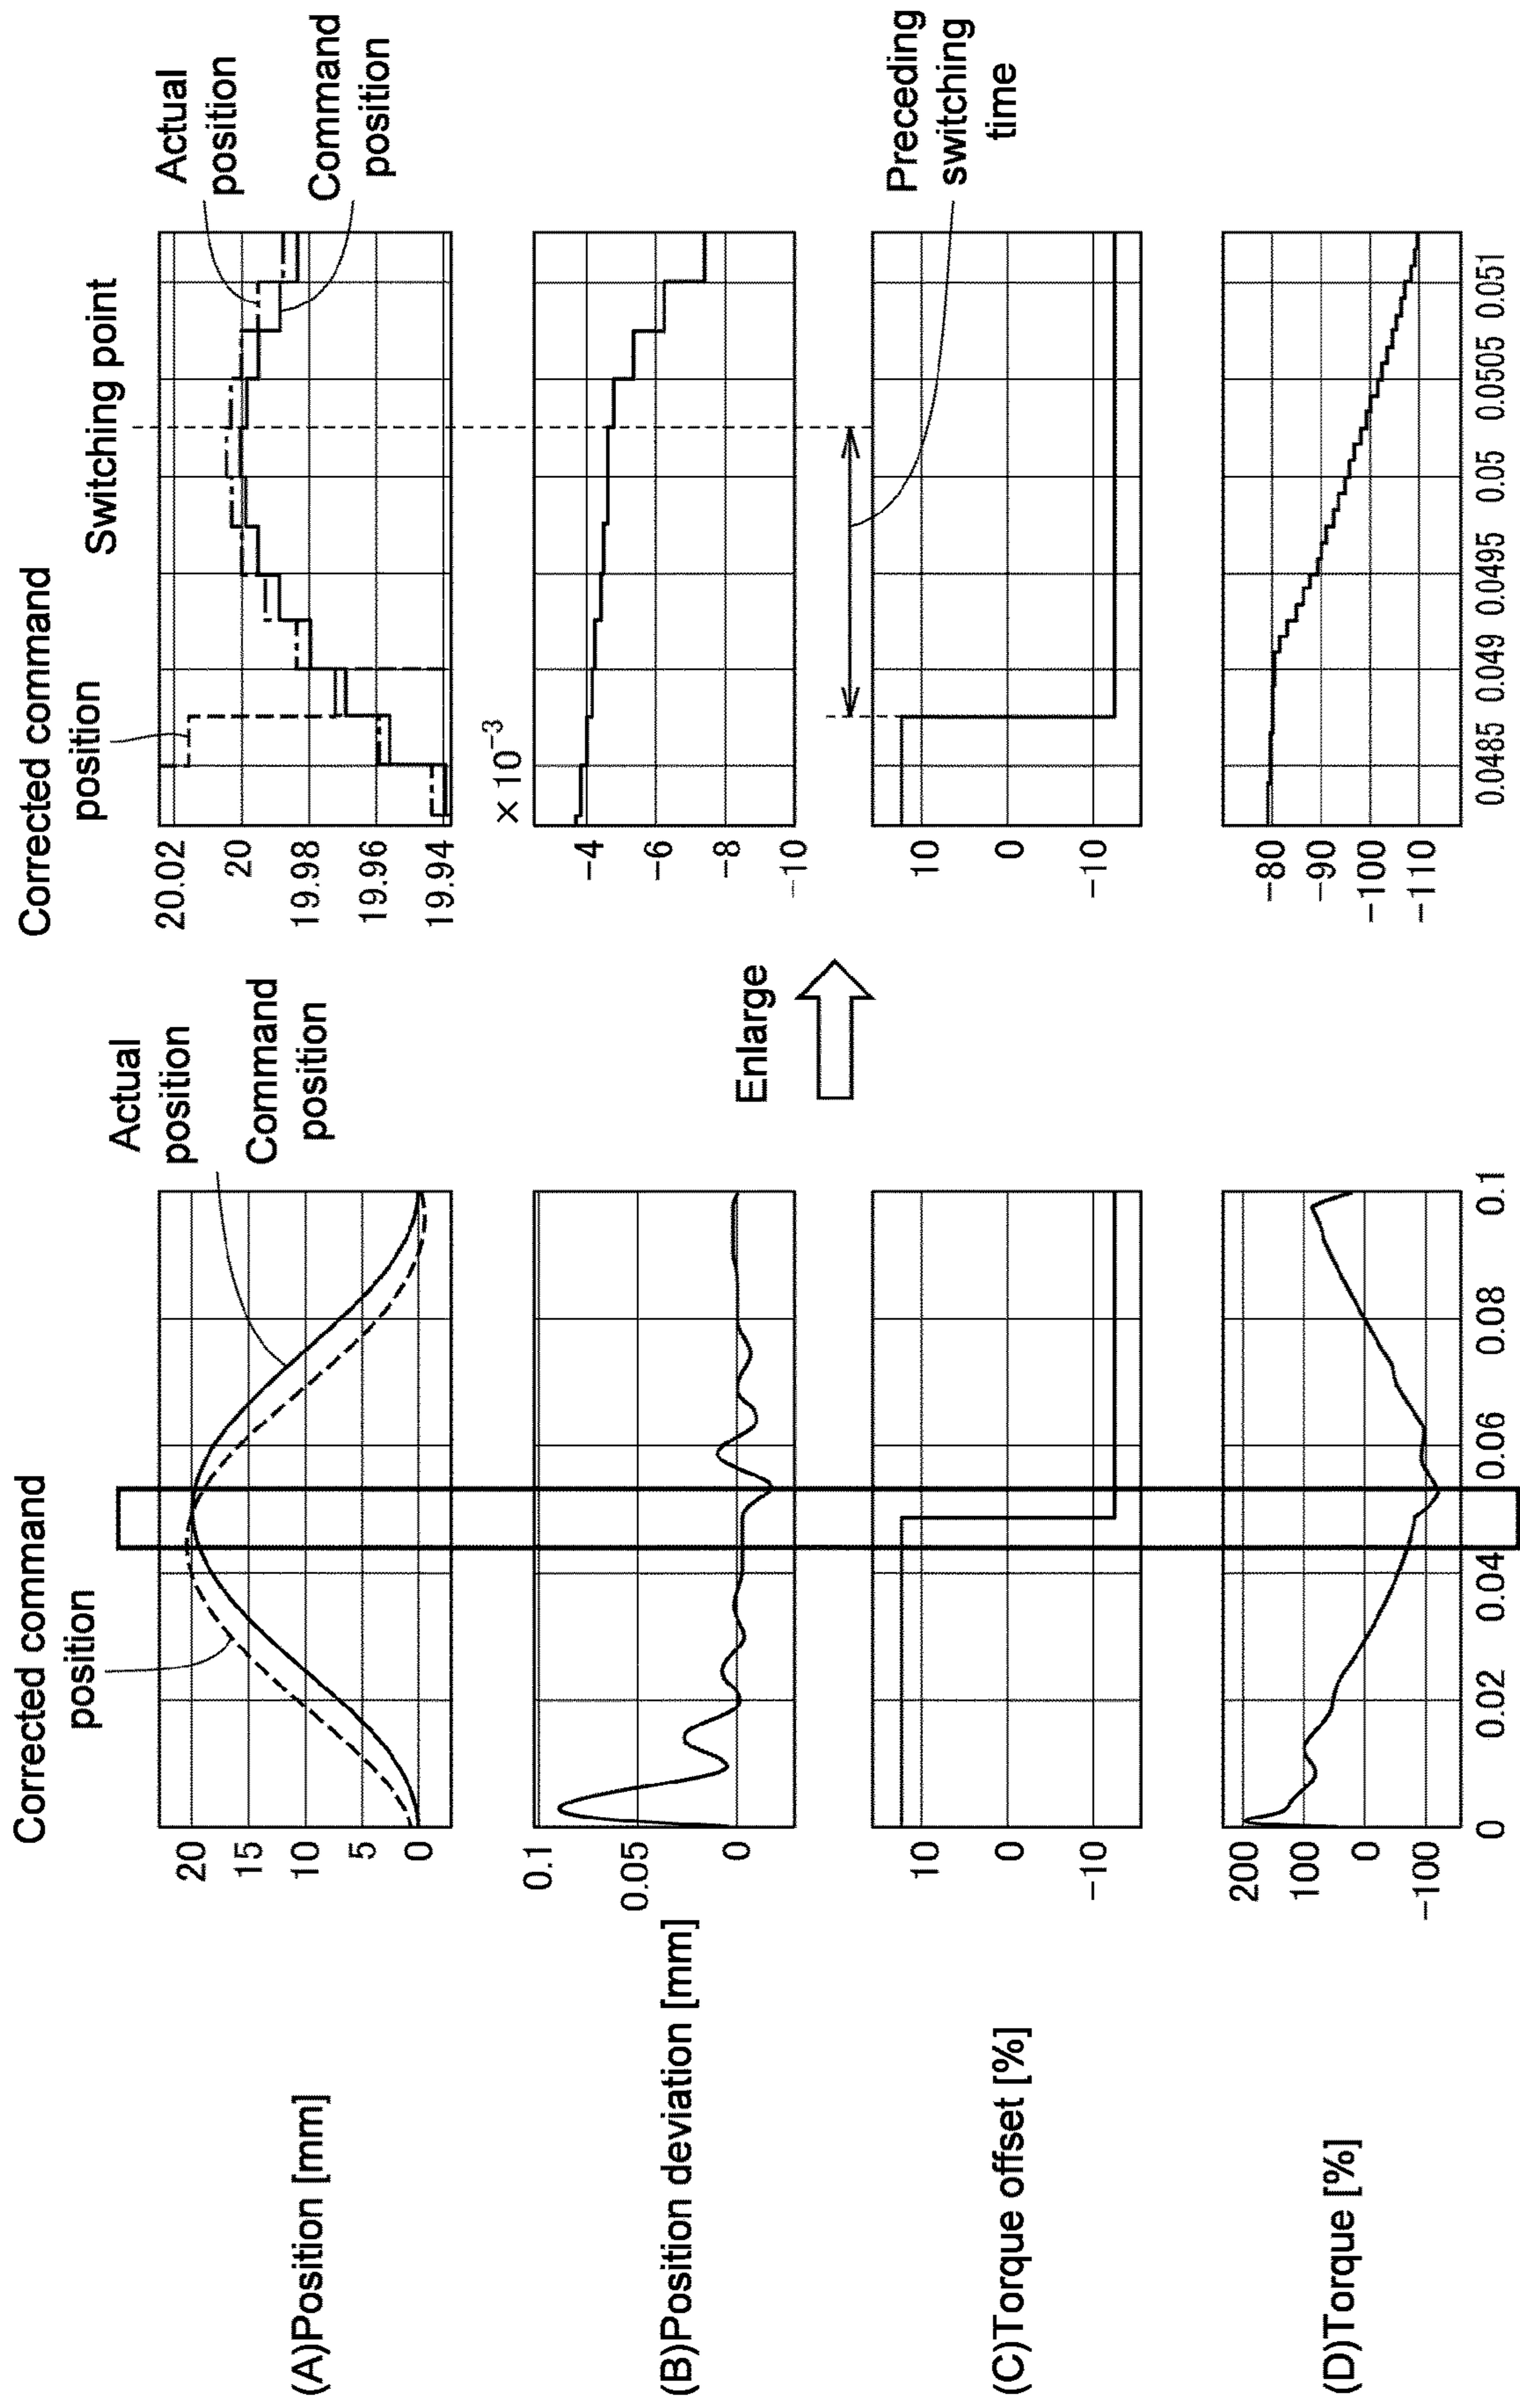 Corrected command
position
Actual
position
Command
position
Corrected command
position
Switching point
Actual
position
Command
position
(A)Position [mm]
20
15
10
5
0
20.02
20
19.98
19.96
19.94
(B)Position deviation [mm]
0.1
0.05
0
× 10⁻³
−4
−6
−8
−10
Enlarge
Preceding
switching
time
(C)Torque offset [%]
10
0
−10
10
0
−10
(D)Torque [%]
200
100
0
−100
0 0.02 0.04 0.06 0.08 0.1
−80
−90
−100
−110
0.0485 0.049 0.0495 0.05 0.0505 0.051